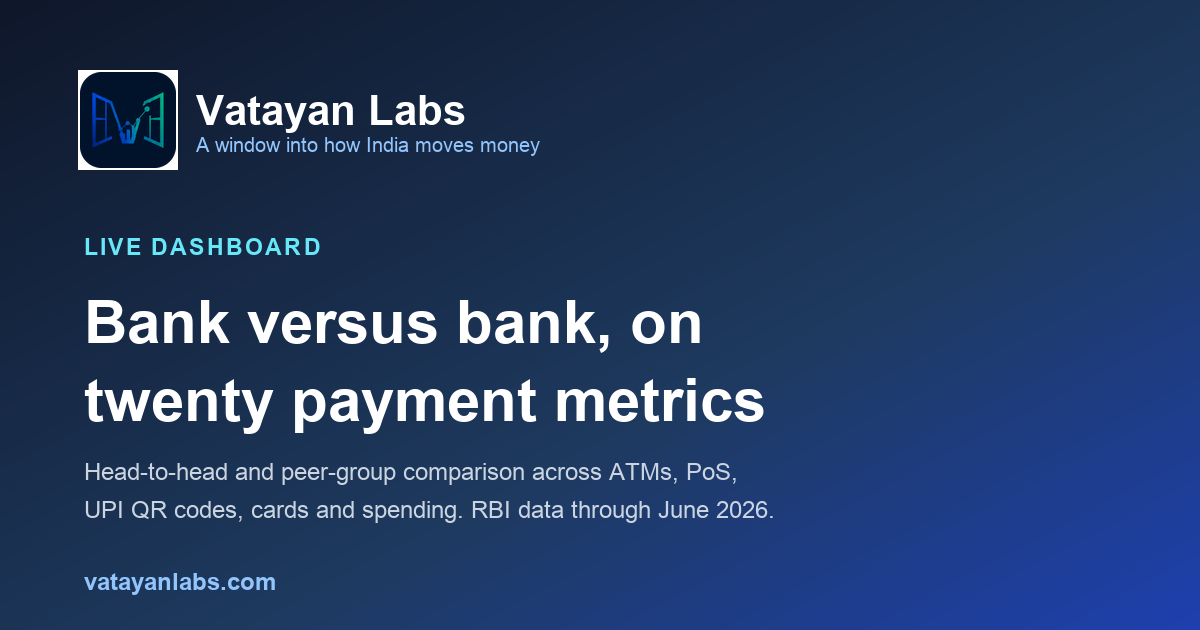 Vatayan Labs
A window into how India moves money
LIVE DASHBOARD
Bank versus bank, on
twenty payment metrics
Head-to-head and peer-group comparison across ATMs, PoS,
UPI QR codes, cards and spending. RBI data through June 2026.
vatayanlabs.com